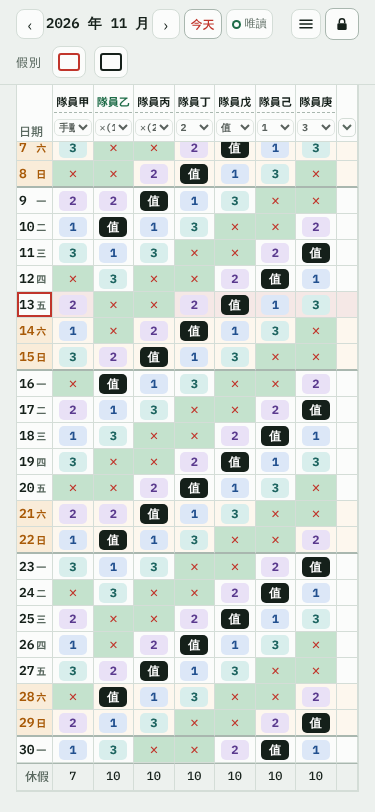 ‹ 2026 年 11 月 › 今天 唯讀
假別
日期 隊員甲 隊員乙 隊員丙 隊員丁 隊員戊 隊員己 隊員庚
×(1 ×(2 2 值 1 3
7 六 3 × × 2 值 1 3
8 日 × × 2 值 1 3 ×
9 一 2 2 值 1 3 × ×
10 二 1 值 1 3 × × 2
11 三 3 1 3 × × 2 值
12 四 × 3 × × 2 值 1
13 五 2 × × 2 值 1 3
14 六 1 × 2 值 1 3 ×
15 日 3 2 值 1 3 × ×
16 一 × 值 1 3 × × 2
17 二 2 1 3 × × 2 值
18 三 1 3 × × 2 值 1
19 四 3 × × 2 值 1 3
20 五 × × 2 值 1 3 ×
21 六 2 2 值 1 3 × ×
22 日 1 值 1 3 × × 2
23 一 3 1 3 × × 2 值
24 二 × 3 × × 2 值 1
25 三 2 × × 2 值 1 3
26 四 1 × 2 值 1 3 ×
27 五 3 2 值 1 3 × ×
28 六 × 值 1 3 × × 2
29 日 2 1 3 × × 2 值
30 一 1 3 × × 2 值 1
休假 7 10 10 10 10 10 10